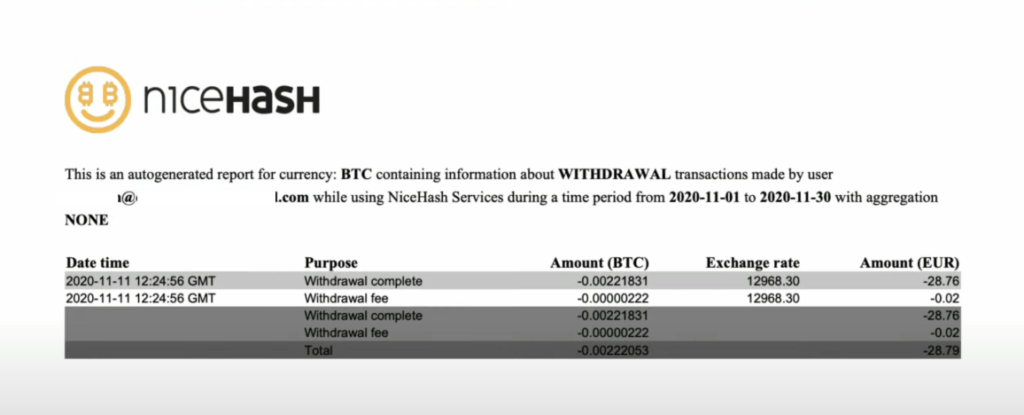 nıceHasH
This is an autogenerated report for currency: BTC containing information about WITHDRAWAL transactions made by user
l.com while using NiceHash Services during a time period from 2020-11-01 to 2020-11-30 with aggregation
NONE
Date time Purpose Amount (BTC) Exchange rate Amount (EUR)
2020-11-11 12:24:56 GMT Withdrawal complete -0.00221831 12968.30 -28.76
2020-11-11 12:24:56 GMT Withdrawal fee -0.00000222 12968.30 -0.02
Withdrawal complete -0.00221831 -28.76
Withdrawal fee -0.00000222 -0.02
Total -0.00222053 -28.79